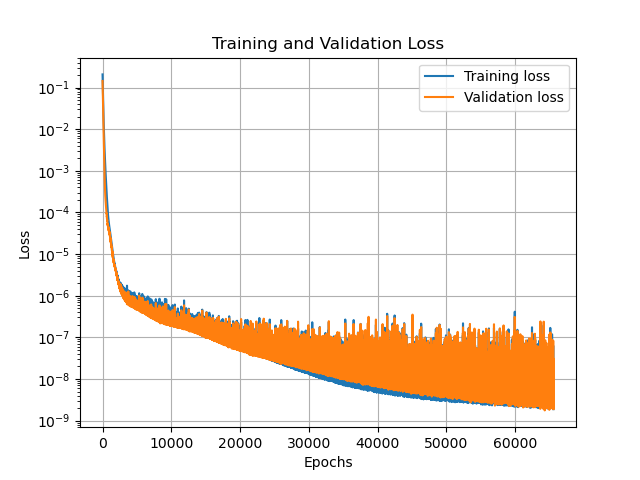 Training and Validation Loss
Training loss
Validation loss
10⁻¹
10⁻²
10⁻³
10⁻⁴
10⁻⁵
10⁻⁶
10⁻⁷
10⁻⁸
10⁻⁹
Loss
0 10000 20000 30000 40000 50000 60000
Epochs